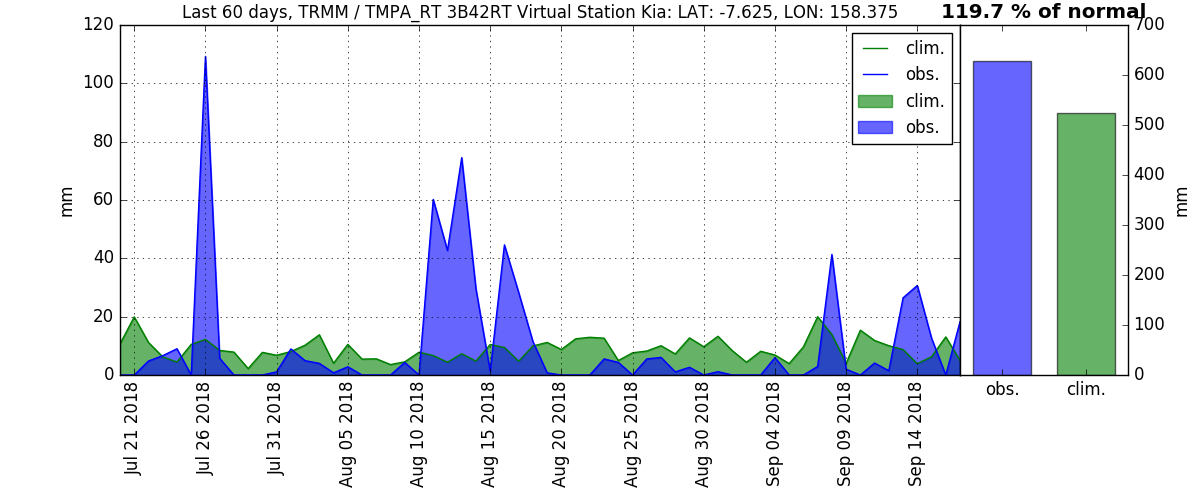 Last 60 days, TRMM / TMPA_RT 3B42RT Virtual Station Kia: LAT: -7.625, LON: 158.375
119.7 % of normal
120
100
80
60
40
20
0
mm
clim.
obs.
clim.
obs.
700
600
500
400
300
200
100
0
mm
obs.
clim.
Jul 21 2018
Jul 26 2018
Jul 31 2018
Aug 05 2018
Aug 10 2018
Aug 15 2018
Aug 20 2018
Aug 25 2018
Aug 30 2018
Sep 04 2018
Sep 09 2018
Sep 14 2018